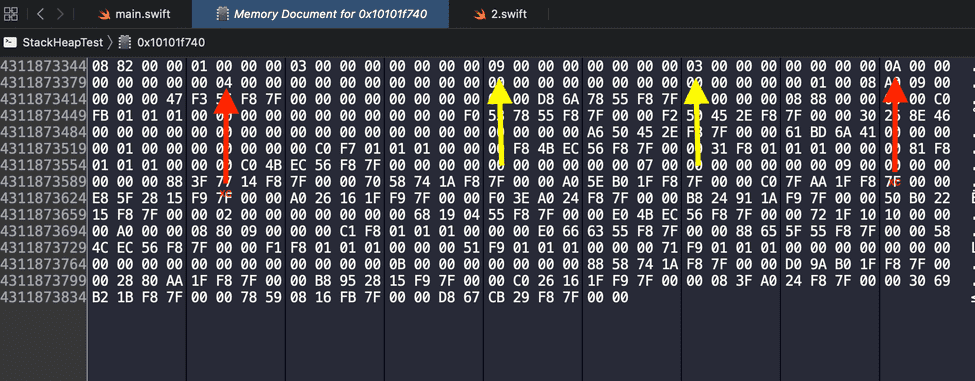 main.swift
Memory Document for 0x10101f740
2.swift
StackHeapTest
0x10101f740
4311873344 08 82 00 00 01 00 00 00 03 00 00 00 00 00 00 00 09 00 00 00 00 00 00 00 03 00 00 00 00 00 00 00 0A 00 00
4311873379 00 00 00 00 00 04 00 00 00 00 00 00 00 00 00 00 00 00 00 00 00 00 00 00 00 00 00 01 00 08 09 00
4311873414 00 00 00 47 F3 F8 7F 00 00 00 00 00 00 00 00 00 D8 6A 78 55 F8 7F 00 00 00 08 88 00 00 00 C0
4311873449 FB 01 01 01 00 00 00 00 00 00 00 00 00 00 F0 78 55 F8 7F 00 00 F2 45 2E F8 7F 00 00 30 8E 46
4311873484 00 00 00 00 00 00 00 00 00 00 00 00 00 00 00 00 00 00 A6 50 45 2E 7F 00 00 61 BD 6A 41 00 00
4311873519 00 00 00 00 00 00 00 00 C0 F7 01 01 01 00 00 F8 4B EC 56 F8 7F 00 31 F8 01 01 01 00 00 81 F8
4311873554 01 01 01 00 00 C0 4B EC 56 F8 7F 00 00 00 00 00 00 00 00 00 07 00 00 00 00 00 00 09 00 00
4311873589 00 00 00 88 3F 14 F8 7F 00 00 70 58 74 1A F8 7F 00 00 A0 5E B0 1F F8 7F 00 00 C0 7F AA 1F F8 7F 00 00
4311873624 E8 5F 28 15 F9 7F 00 00 A0 26 16 1F F9 7F 00 00 F0 3E A0 24 F8 7F 00 00 B8 24 91 1A F9 7F 00 00 50 B0 22
4311873659 15 F8 7F 00 00 02 00 00 00 00 00 00 00 68 19 04 55 F8 7F 00 00 E0 4B EC 56 F8 7F 00 00 72 1F 10 10 00 00
4311873694 00 A0 00 00 08 80 09 00 00 00 C1 F8 01 01 01 00 00 00 E0 66 63 55 F8 7F 00 00 88 65 5F 55 F8 7F 00 00 58
4311873729 4C EC 56 F8 7F 00 00 F1 F8 01 01 01 00 00 00 51 F9 01 01 01 00 00 00 71 F9 01 01 01 00 00 00 00 00 00 00
4311873764 00 00 00 00 00 00 00 00 00 00 00 00 0B 00 00 00 00 00 00 00 88 58 74 1A F8 7F 00 00 D0 9A B0 1F F8 7F 00
4311873799 00 28 80 AA 1F F8 7F 00 00 B8 95 28 15 F9 7F 00 00 C0 26 16 1F F9 7F 00 00 08 3F A0 24 F8 7F 00 00 30 69
4311873834 B2 1B F8 7F 00 00 78 59 08 16 FB 7F 00 00 D8 67 CB 29 F8 7F 00 00